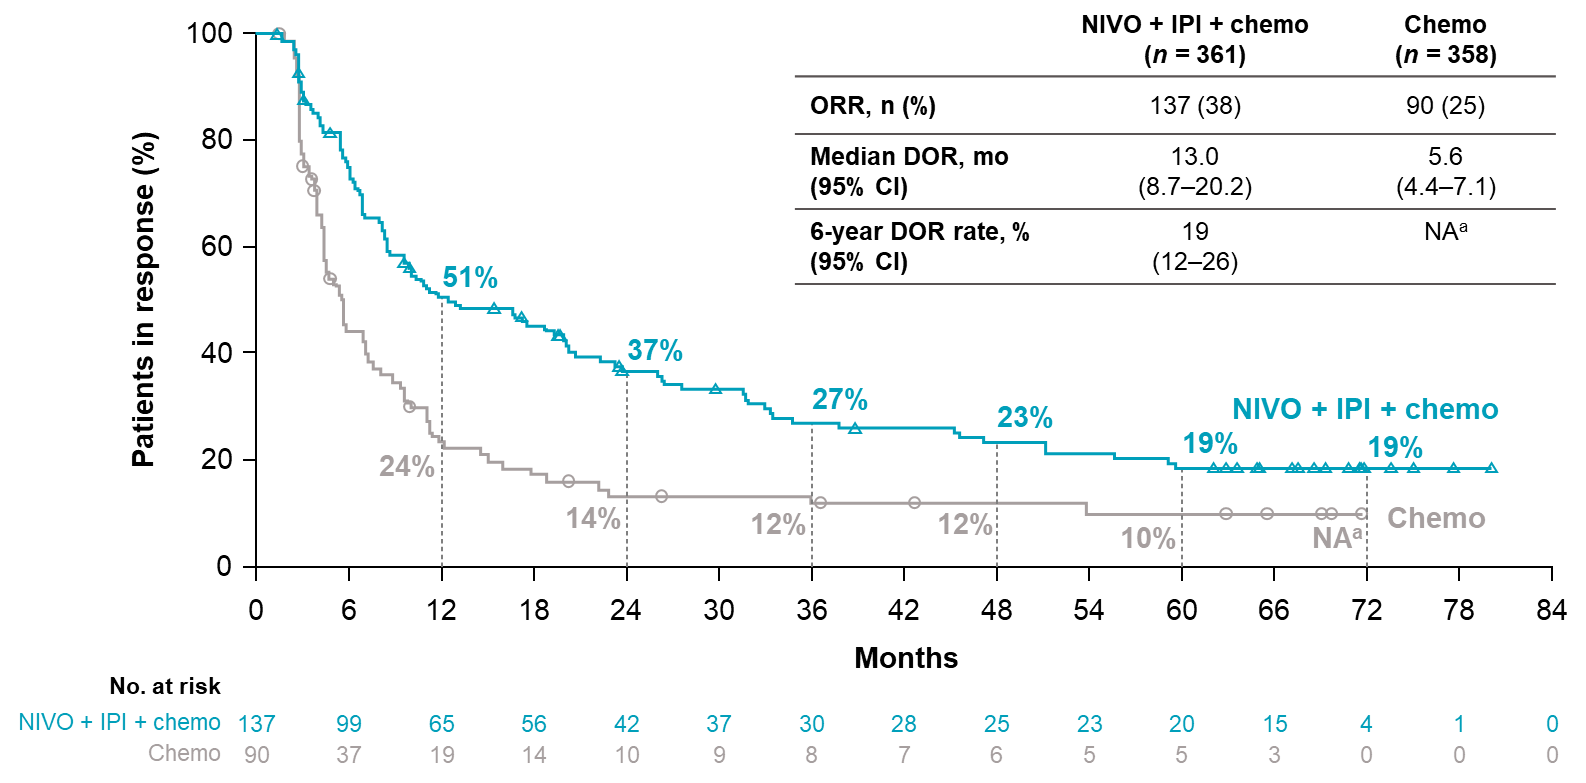 NIVO + IPI + chemo Chemo
(n = 361) (n = 358)
ORR, n (%) 137 (38) 90 (25)
Median DOR, mo 13.0 5.6
(95% CI) (8.7–20.2) (4.4–7.1)
6-year DOR rate, % 19 NAª
(95% CI) (12–26)
Patients in response (%)
100
80
60
40
20
0
51%
37%
27%
23%
19%
19%
NIVO + IPI + chemo
24%
14%
12%
12%
10%
NAª
Chemo
0 6 12 18 24 30 36 42 48 54 60 66 72 78 84
Months
No. at risk
NIVO + IPI + chemo 137 99 65 56 42 37 30 28 25 23 20 15 4 1 0
Chemo 90 37 19 14 10 9 8 7 6 5 5 3 0 0 0